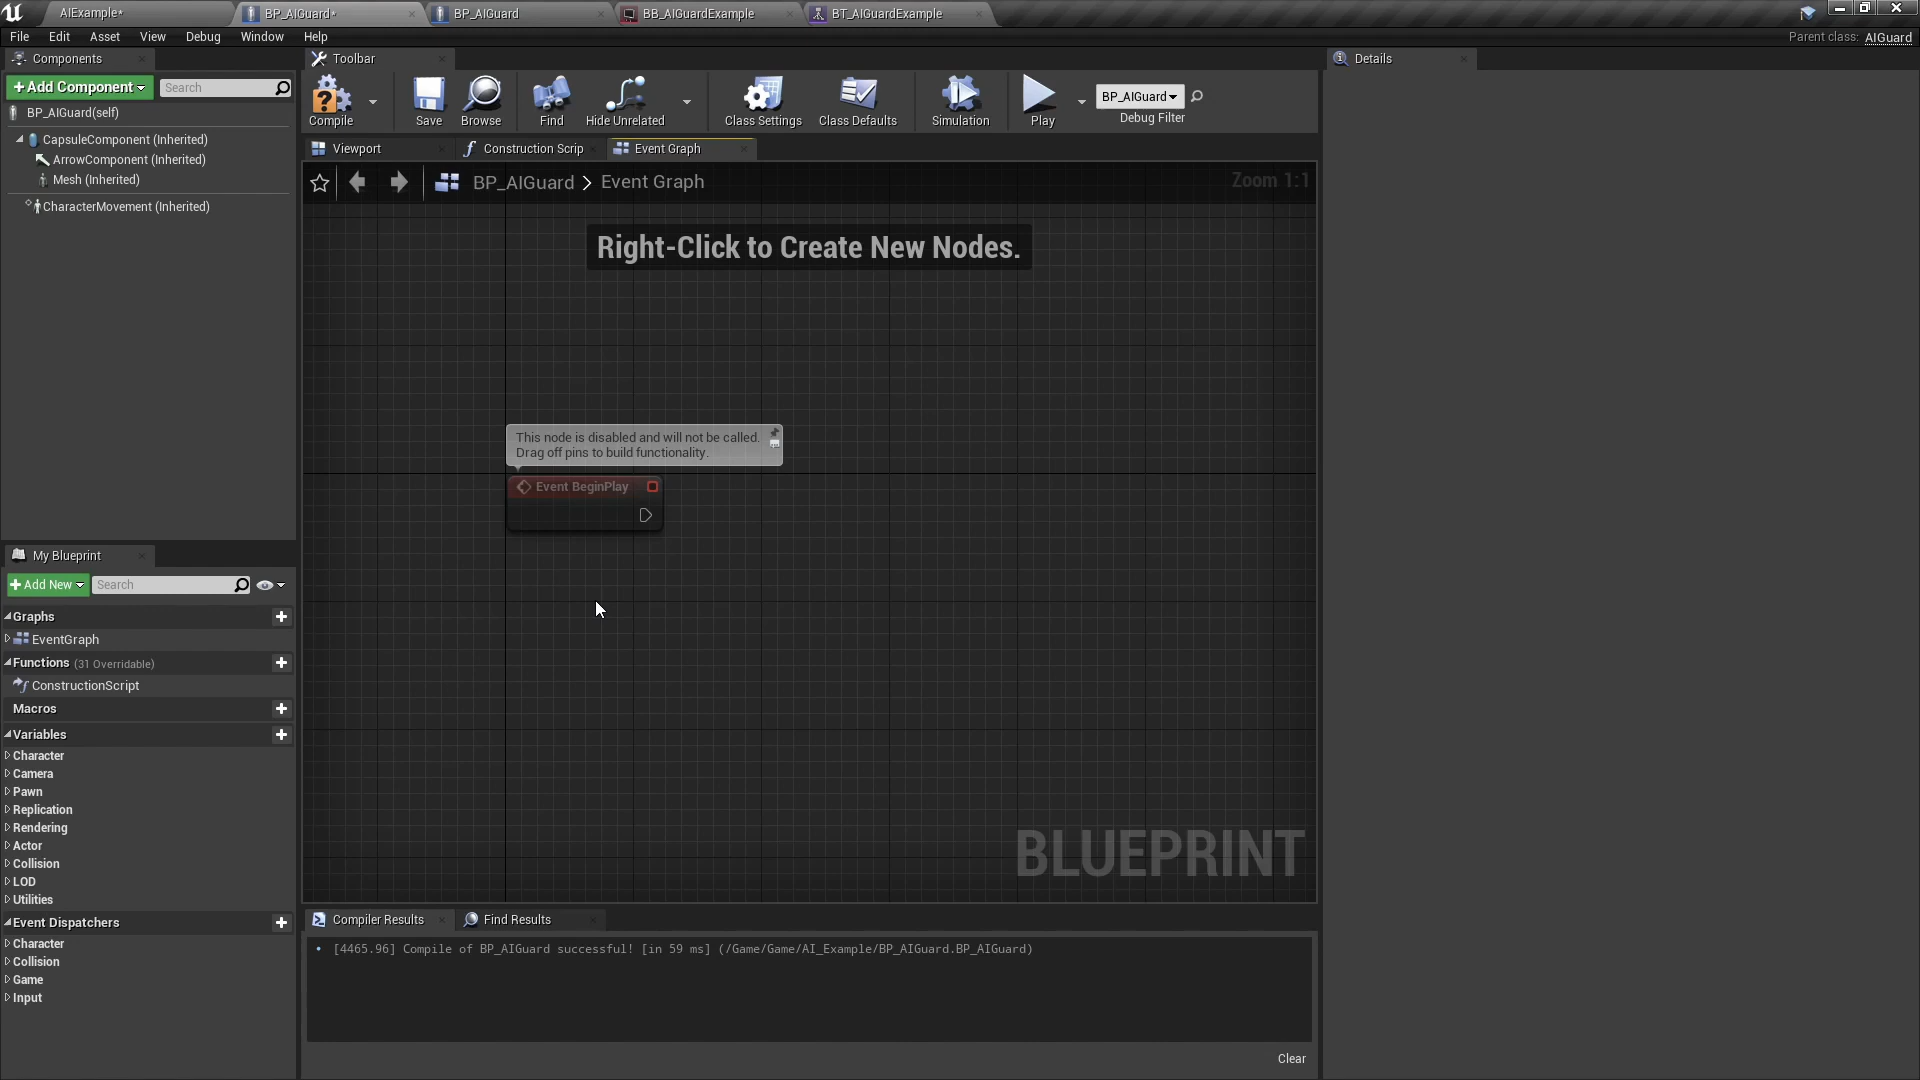 AIExample*
BP_AIGuard*
BP_AIGuard
BB_AIGuardExample
BT_AIGuardExample
File Edit Asset View Debug Window Help
Parent class: AIGuard
Components
Toolbar
Details
+Add Component
Search
BP_AIGuard(self)
CapsuleComponent (Inherited)
ArrowComponent (Inherited)
Mesh (Inherited)
CharacterMovement (Inherited)
Compile
Save
Browse
Find
Hide Unrelated
Class Settings
Class Defaults
Simulation
Play
BP_AIGuard
Debug Filter
Viewport
Construction Scrip
Event Graph
BP_AIGuard > Event Graph
Zoom 1:1
Right-Click to Create New Nodes.
This node is disabled and will not be called.
Drag off pins to build functionality.
Event BeginPlay
BLUEPRINT
My Blueprint
+Add New
Search
Graphs
EventGraph
Functions (31 Overridable)
ConstructionScript
Macros
Variables
Character
Camera
Pawn
Replication
Rendering
Actor
Collision
LOD
Utilities
Event Dispatchers
Character
Collision
Game
Input
Compiler Results
Find Results
[4465.96] Compile of BP_AIGuard successful! [in 59 ms] (/Game/Game/AI_Example/BP_AIGuard.BP_AIGuard)
Clear